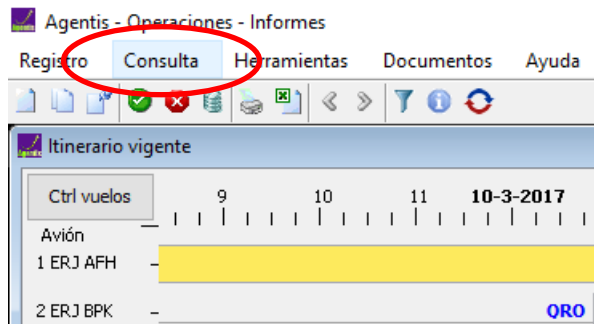 Agentis - Operaciones - Informes
Registro Consulta Herramientas Documentos Ayuda
Itinerario vigente
Ctrl vuelos 9 10 11 10-3-2017
Avión
1 ERJ AFH
2 ERJ BPK QRO